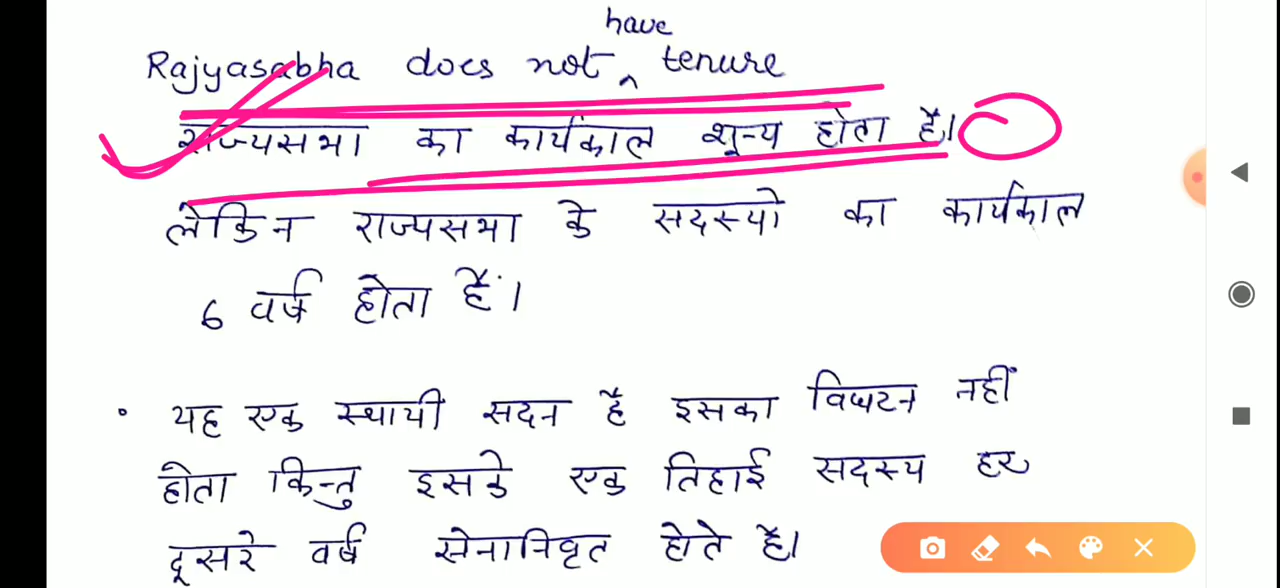 have
Rajyasabha does not ‸ tenure
राज्यसभा का कार्यकाल शून्य होता है।
लेकिन राज्यसभा के सदस्यो का कार्यकाल
6 वर्ष होता हैं।
• यह एक स्थायी सदन है इसका विघटन नहीं
होता किन्तु इसके एक तिहाई सदस्य हर
दूसरे वर्ष सेनानिवृत होते है।